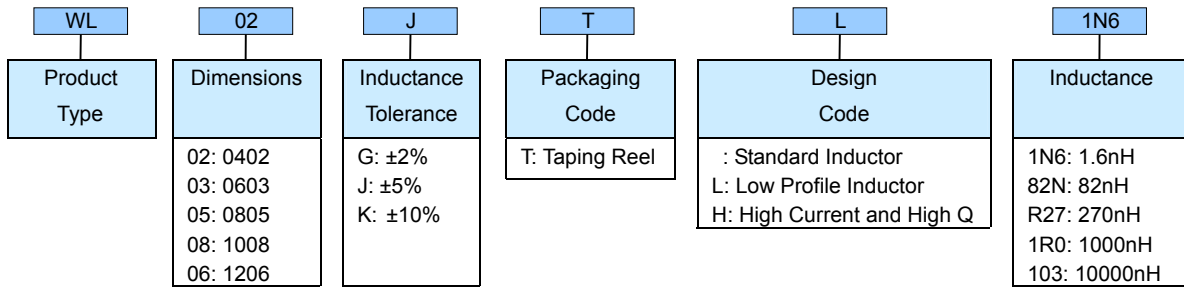 WL 02 J T L 1N6
Product Type
Dimensions
Inductance Tolerance
Packaging Code
Design Code
Inductance
02: 0402
03: 0603
05: 0805
08: 1008
06: 1206
G: ±2%
J: ±5%
K: ±10%
T: Taping Reel
: Standard Inductor
L: Low Profile Inductor
H: High Current and High Q
1N6: 1.6nH
82N: 82nH
R27: 270nH
1R0: 1000nH
103: 10000nH